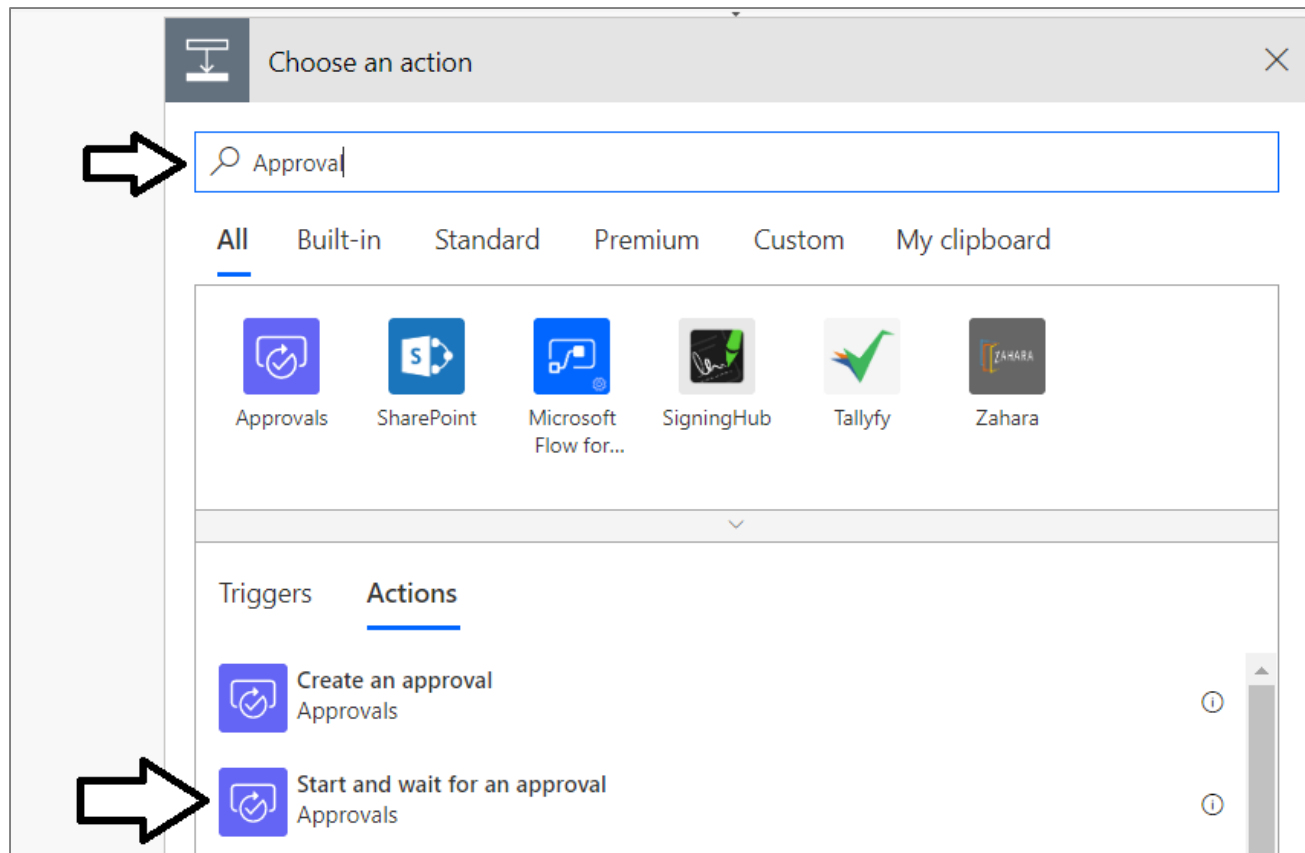 Choose an action
Approval
All Built-in Standard Premium Custom My clipboard
S
ZAHARA
Approvals SharePoint Microsoft Flow for... SigningHub Tallyfy Zahara
Triggers Actions
Create an approval
Approvals
Start and wait for an approval
Approvals